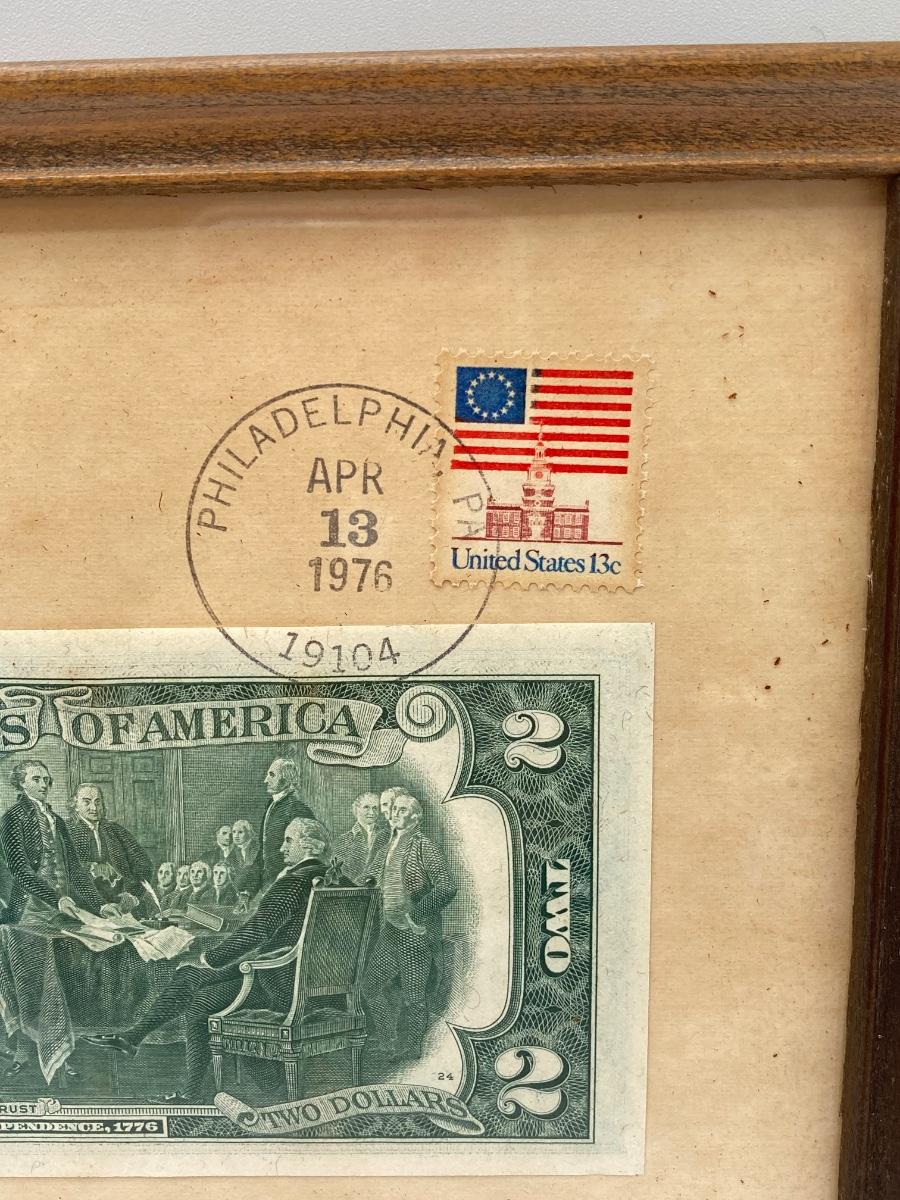 PHILADELPHIA PA
APR
13
1976
19104
United States 13c
S OF AMERICA
2
TWO
2
24
TWO DOLLARS
RUST
PENDENCE, 1776